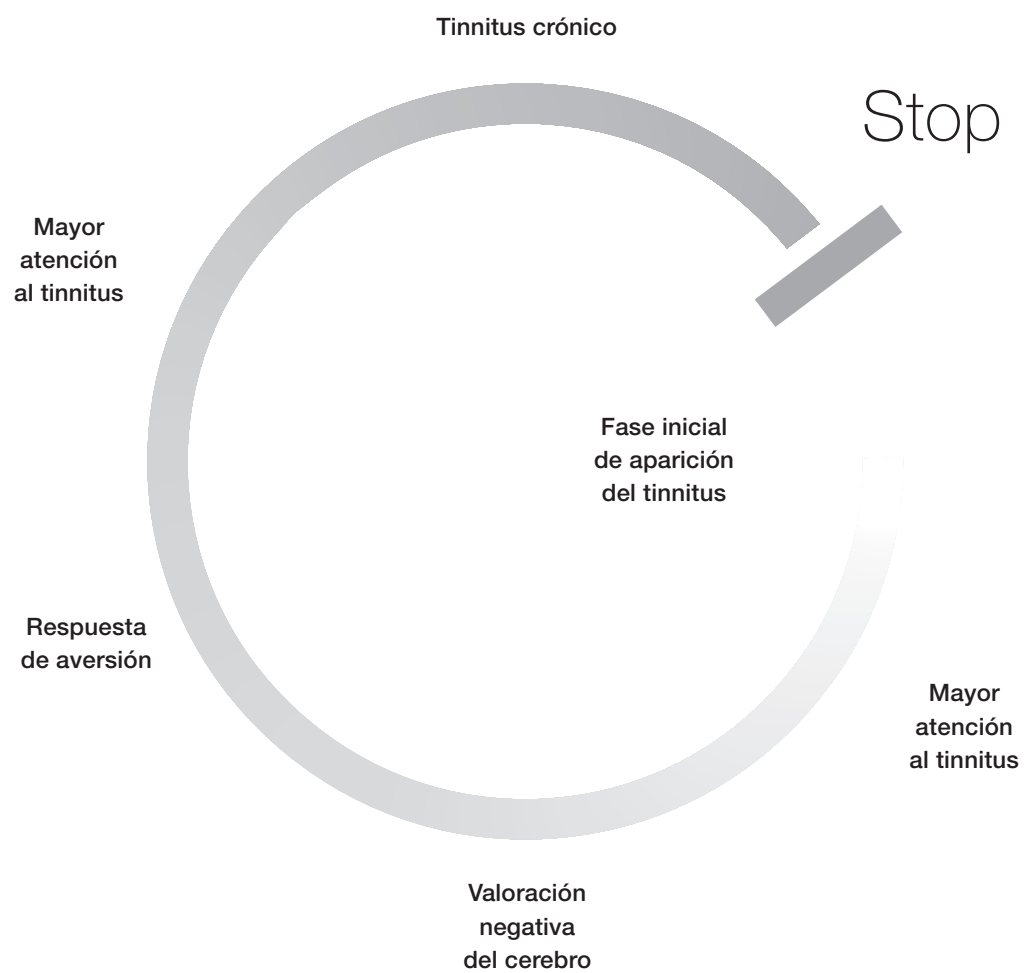 Tinnitus crónico
Stop
Mayor
atención
al tinnitus
Fase inicial
de aparición
del tinnitus
Respuesta
de aversión
Mayor
atención
al tinnitus
Valoración
negativa
del cerebro